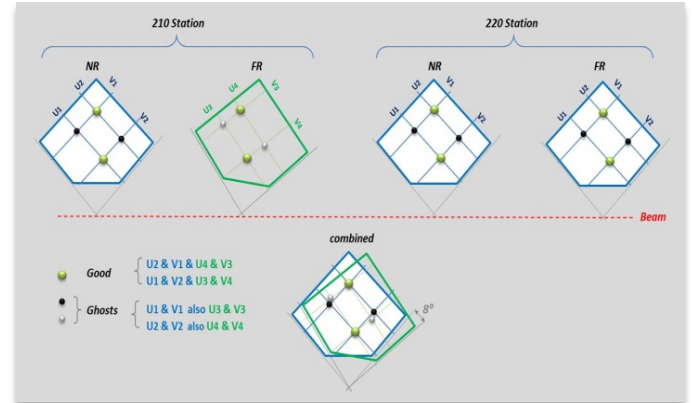 210 Station
220 Station
NR
FR
NR
FR
U1
U2
V1
V2
U3
U4
V3
V4
U1
U2
V1
V2
U1
U2
V1
V2
Beam
combined
Good
U2 & V1 & U4 & V3
U1 & V2 & U3 & V4
Ghosts
U1 & V1 also U3 & V3
U2 & V2 also U4 & V4
8º